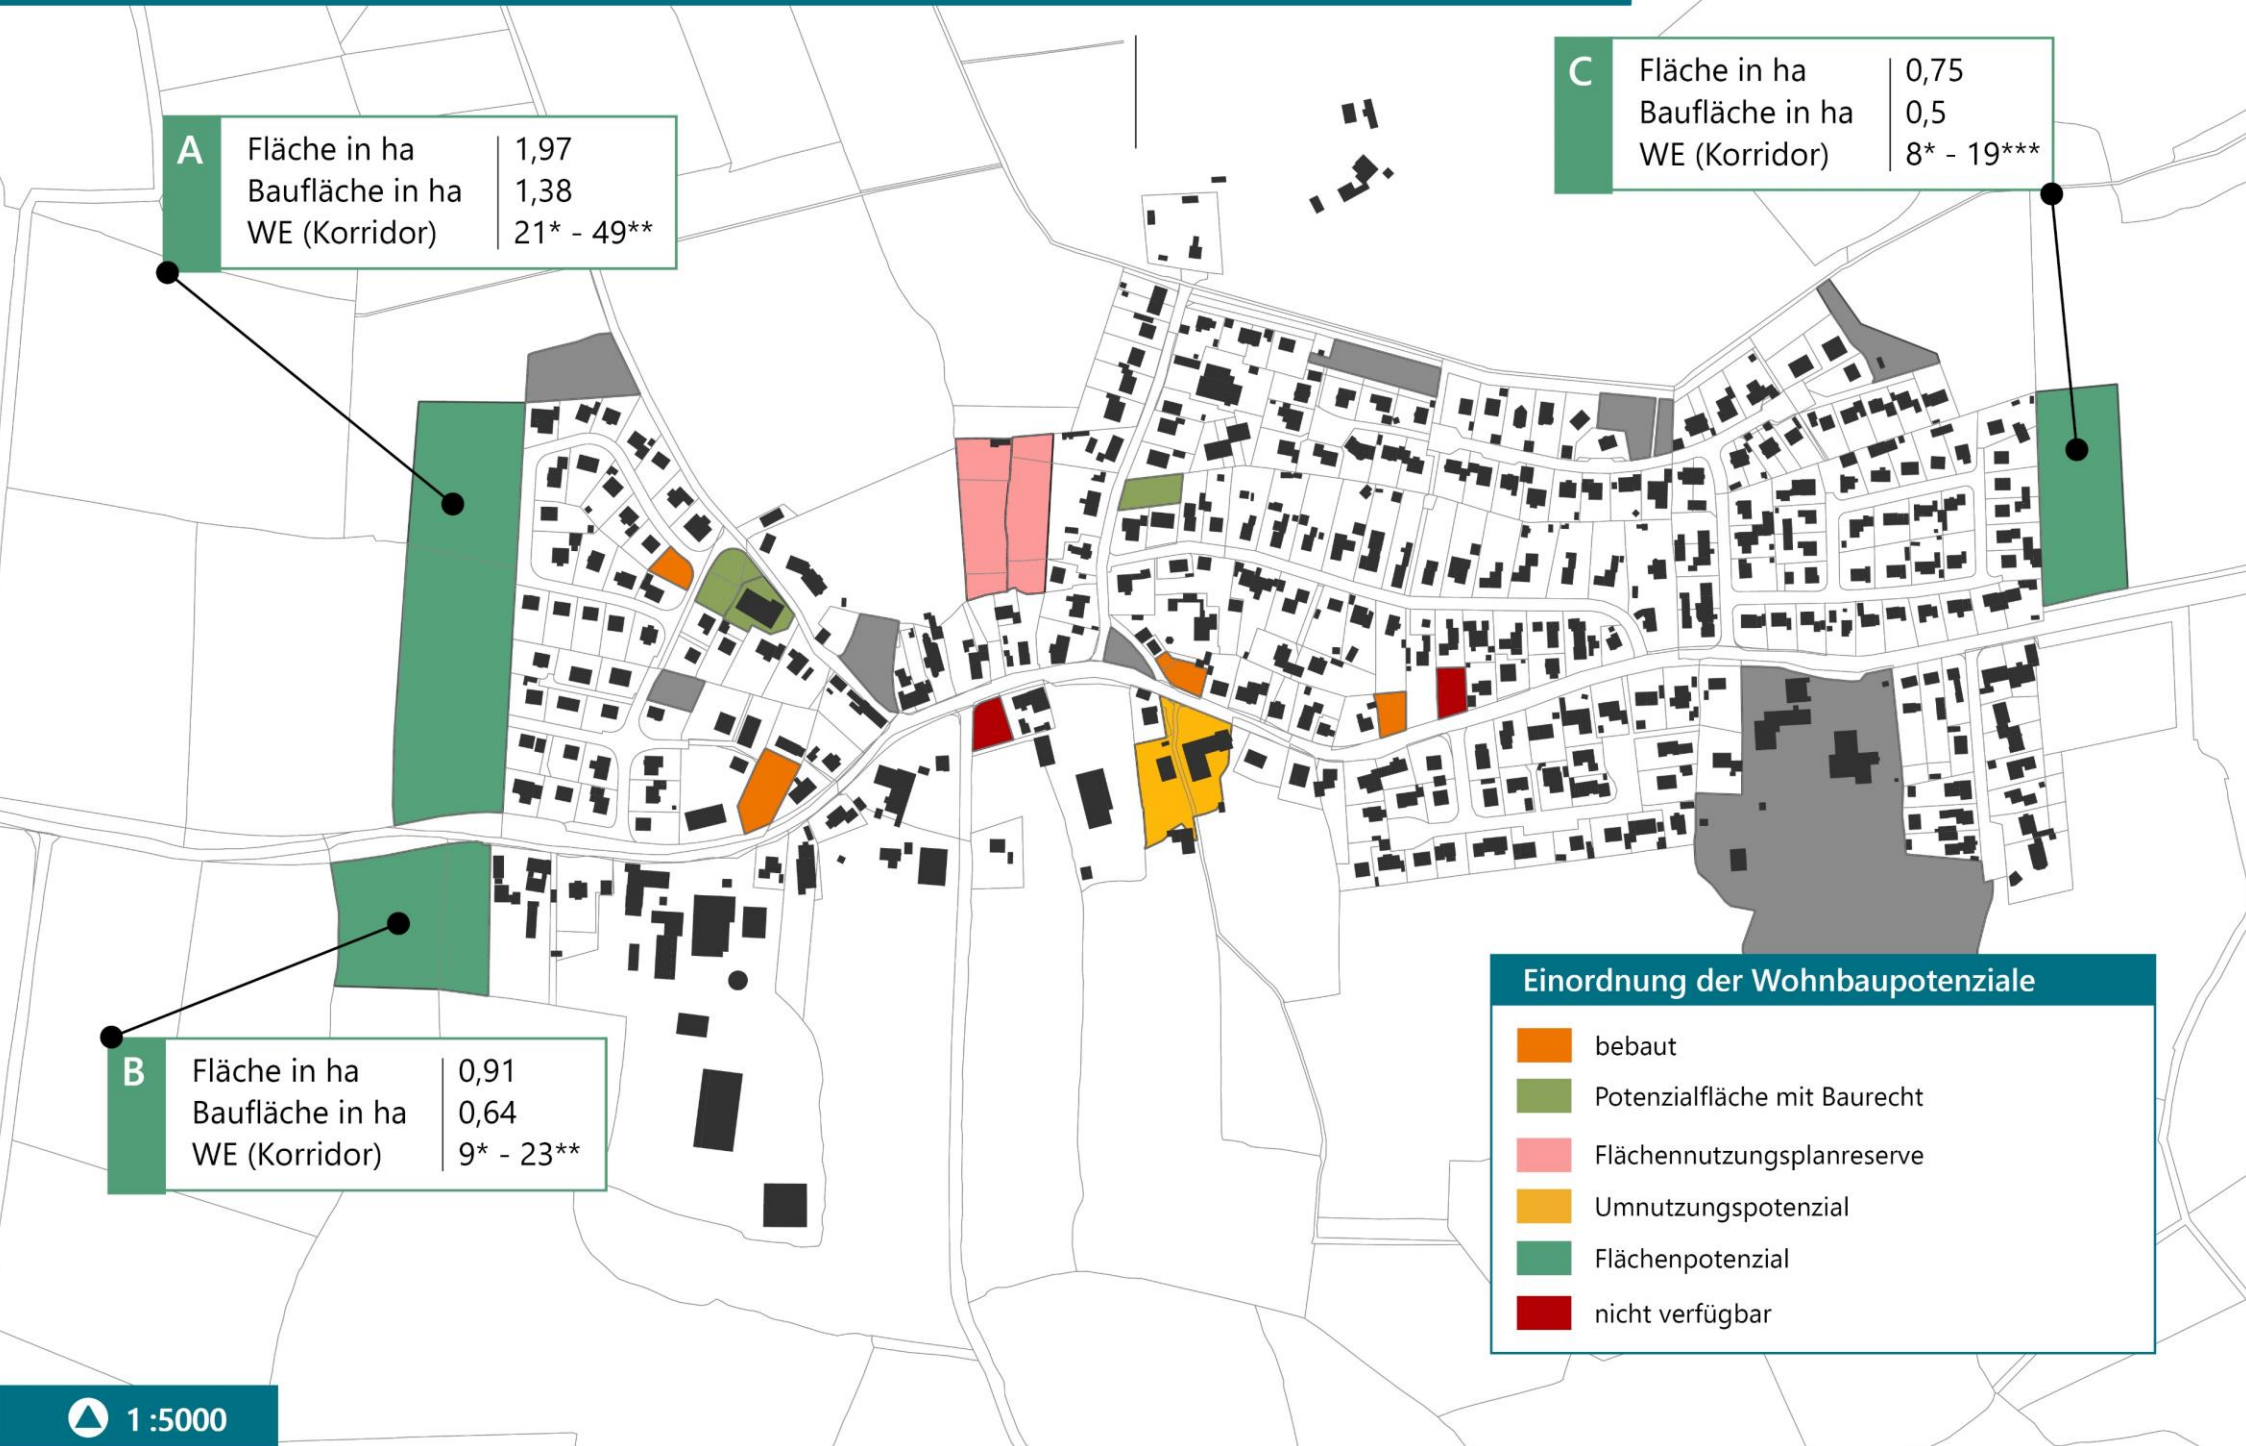 C
Fläche in ha 0,75
Baufläche in ha 0,5
WE (Korridor) 8* - 19***
A
Fläche in ha 1,97
Baufläche in ha 1,38
WE (Korridor) 21* - 49**
B
Fläche in ha 0,91
Baufläche in ha 0,64
WE (Korridor) 9* - 23**
Einordnung der Wohnbaupotenziale
bebaut
Potenzialfläche mit Baurecht
Flächennutzungsplanreserve
Umnutzungspotenzial
Flächenpotenzial
nicht verfügbar
1 :5000